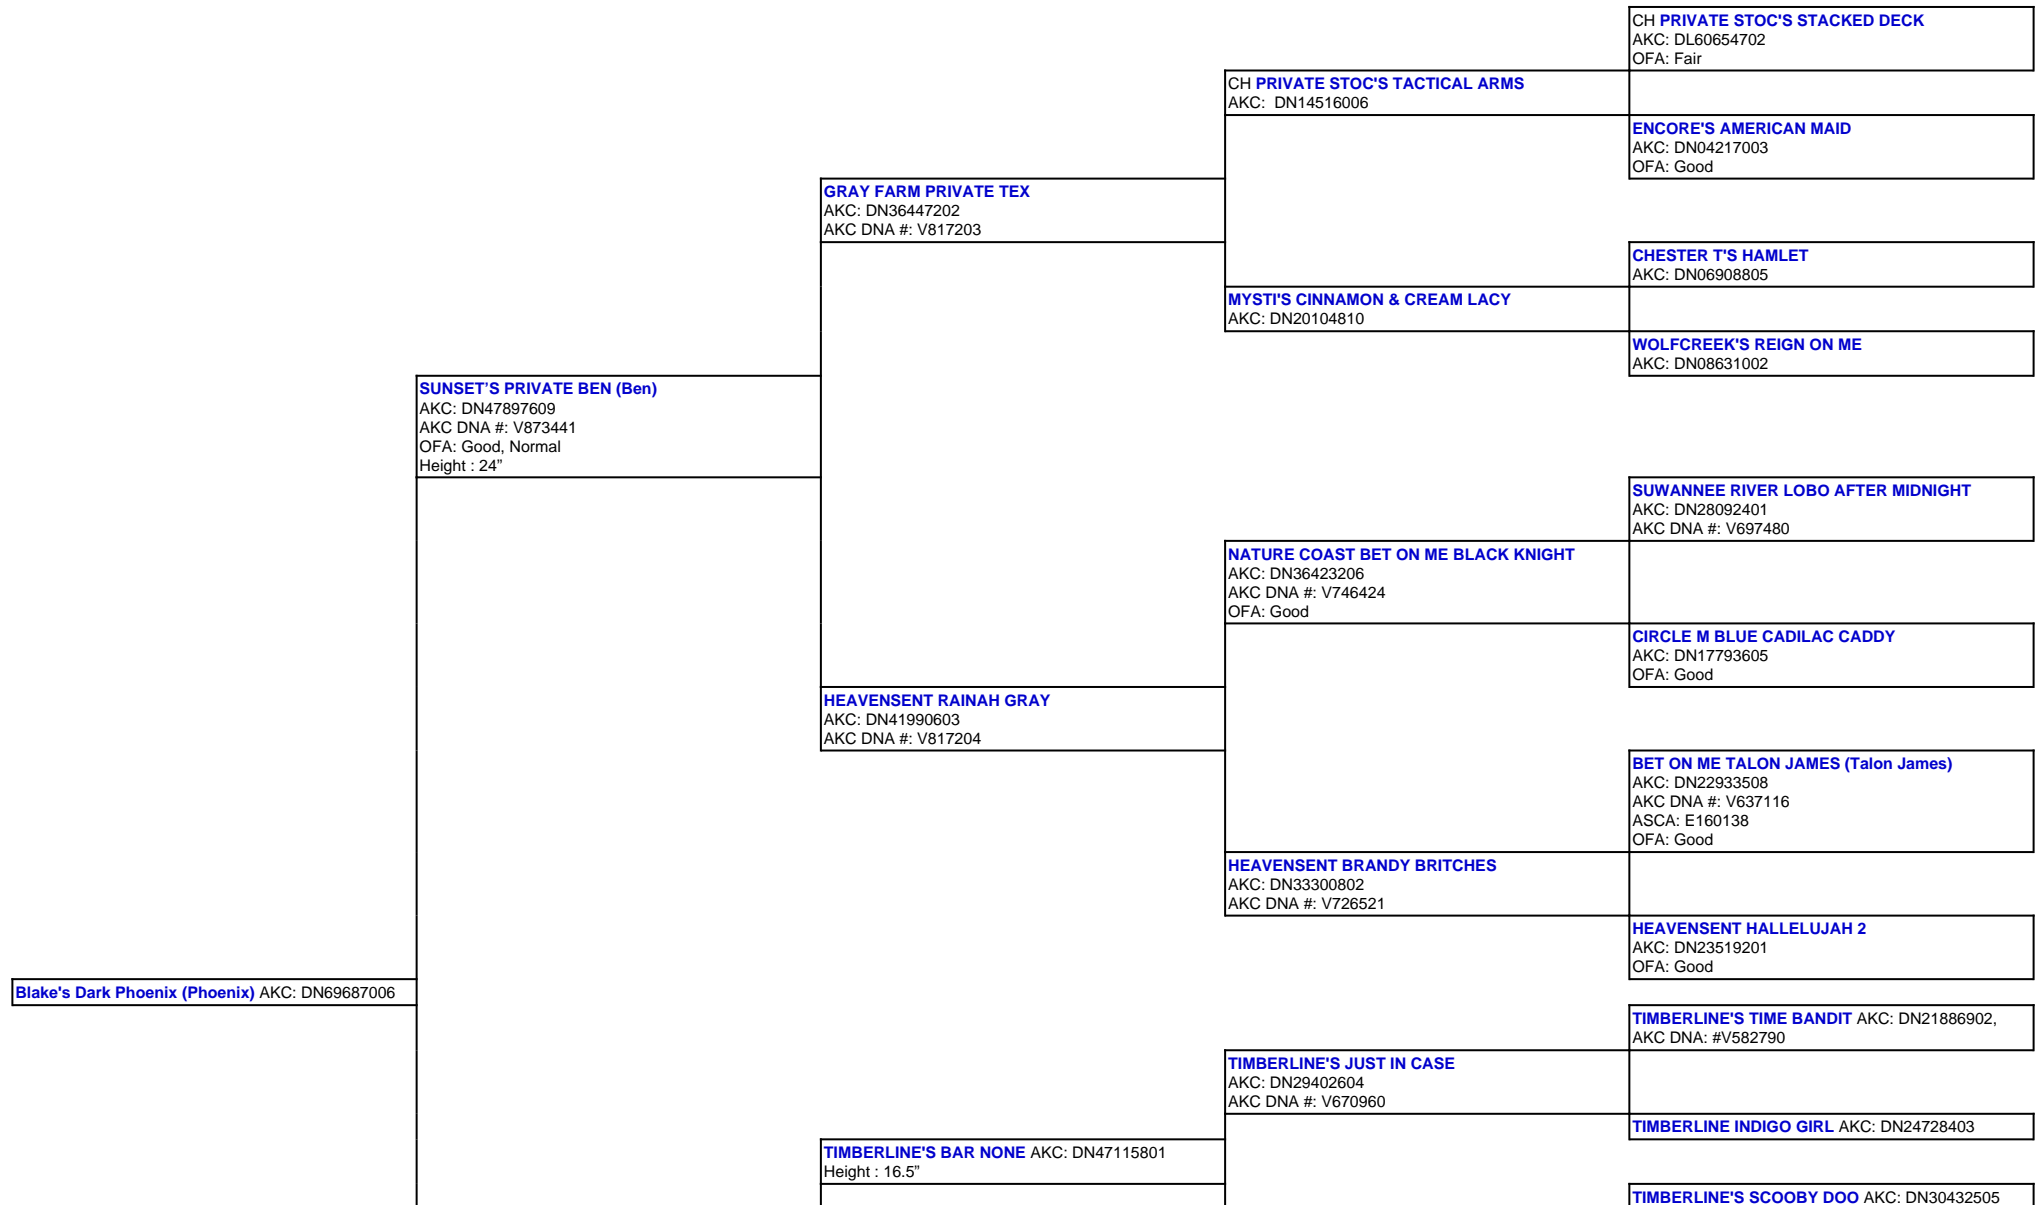 CH PRIVATE STOC'S STACKED DECK
AKC: DL60654702
OFA: Fair
CH PRIVATE STOC'S TACTICAL ARMS
AKC:  DN14516006
ENCORE'S AMERICAN MAID
AKC: DN04217003
OFA: Good
GRAY FARM PRIVATE TEX
AKC: DN36447202
AKC DNA #: V817203
CHESTER T'S HAMLET
AKC: DN06908805
MYSTI'S CINNAMON & CREAM LACY
AKC: DN20104810
WOLFCREEK'S REIGN ON ME
AKC: DN08631002
SUNSET’S PRIVATE BEN (Ben)
AKC: DN47897609
AKC DNA #: V873441
OFA: Good, Normal
Height : 24”
SUWANNEE RIVER LOBO AFTER MIDNIGHT
AKC: DN28092401
AKC DNA #: V697480
NATURE COAST BET ON ME BLACK KNIGHT
AKC: DN36423206
AKC DNA #: V746424
OFA: Good
CIRCLE M BLUE CADILAC CADDY
AKC: DN17793605
OFA: Good
HEAVENSENT RAINAH GRAY
AKC: DN41990603
AKC DNA #: V817204
BET ON ME TALON JAMES (Talon James)
AKC: DN22933508
AKC DNA #: V637116
ASCA: E160138
OFA: Good
HEAVENSENT BRANDY BRITCHES
AKC: DN33300802
AKC DNA #: V726521
HEAVENSENT HALLELUJAH 2
AKC: DN23519201
OFA: Good
Blake's Dark Phoenix (Phoenix) AKC: DN69687006
TIMBERLINE'S TIME BANDIT AKC: DN21886902,
AKC DNA: #V582790
TIMBERLINE'S JUST IN CASE
AKC: DN29402604
AKC DNA #: V670960
TIMBERLINE INDIGO GIRL AKC: DN24728403
TIMBERLINE'S BAR NONE AKC: DN47115801
Height : 16.5”
TIMBERLINE'S SCOOBY DOO AKC: DN30432505